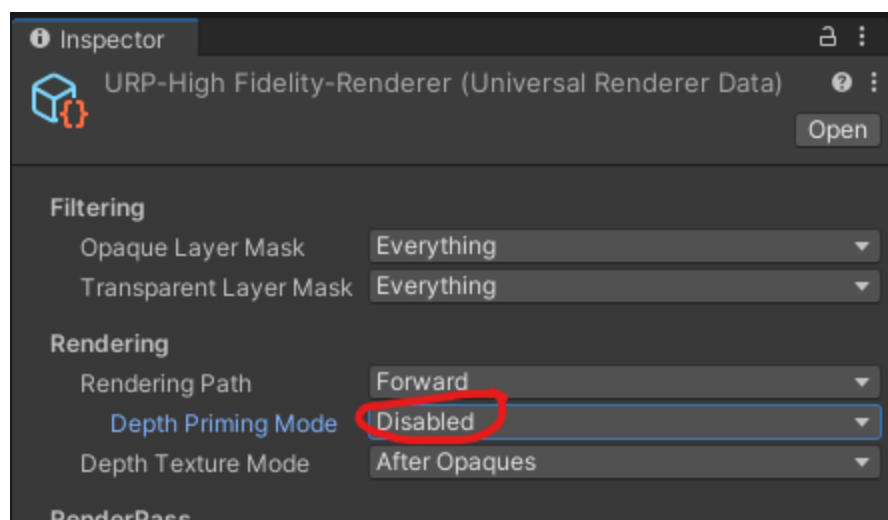 Inspector
URP-High Fidelity-Renderer (Universal Renderer Data)
Open
Filtering
Opaque Layer Mask Everything
Transparent Layer Mask Everything
Rendering
Rendering Path Forward
Depth Priming Mode Disabled
Depth Texture Mode After Opaques
RenderPass